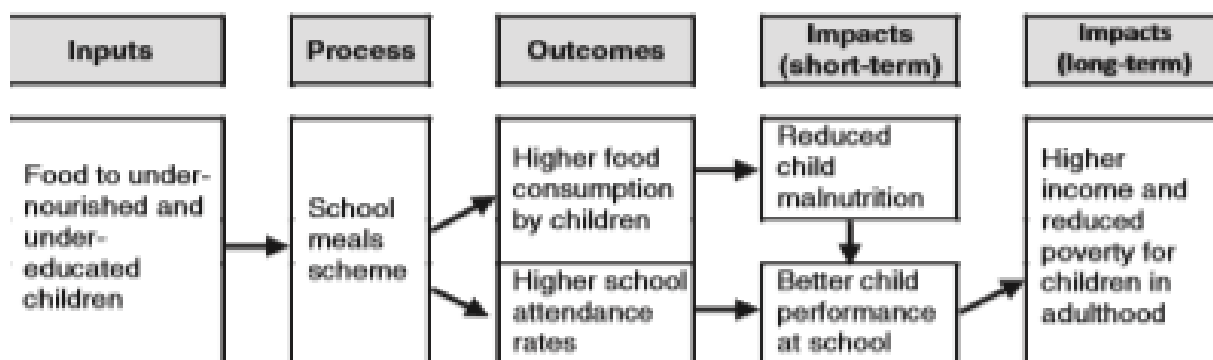 Inputs
Process
Outcomes
Impacts
(short-term)
Impacts
(long-term)
Food to under-
nourished and
under-
educated
children
School
meals
scheme
Higher food
consumption
by children
Higher school
attendance
rates
Reduced
child
malnutrition
Better child
performance
at school
Higher
income and
reduced
poverty for
children in
adulthood